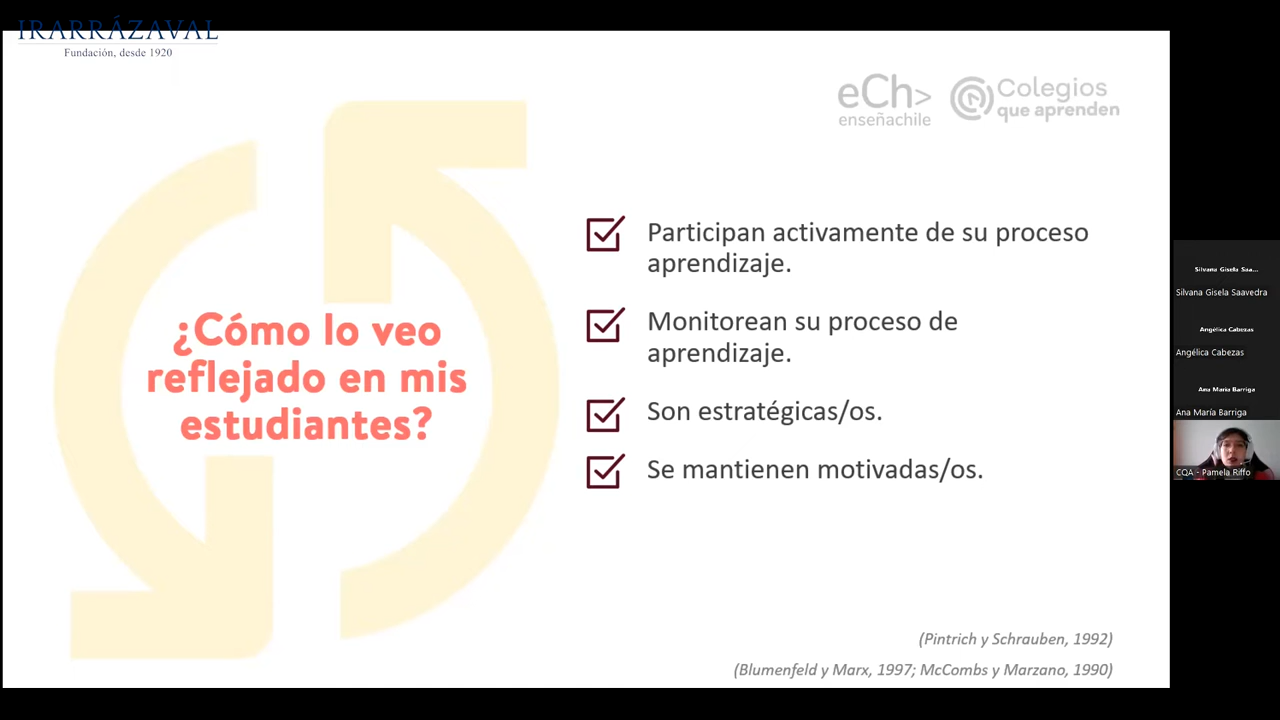 IRARRÁZAVAL
Fundación, desde 1920
eCh>
enseñachile
Colegios
que aprenden
¿Cómo lo veo
reflejado en mis
estudiantes?
Participan activamente de su proceso
aprendizaje.
Monitorean su proceso de
aprendizaje.
Son estratégicas/os.
Se mantienen motivadas/os.
(Pintrich y Schrauben, 1992)
(Blumenfeld y Marx, 1997; McCombs y Marzano, 1990)
Silvana Gisela Saa...
Silvana Gisela Saavedra
Angélica Cabezas
Angélica Cabezas
Ana María Barriga
Ana María Barriga
CQA - Pamela Riffo